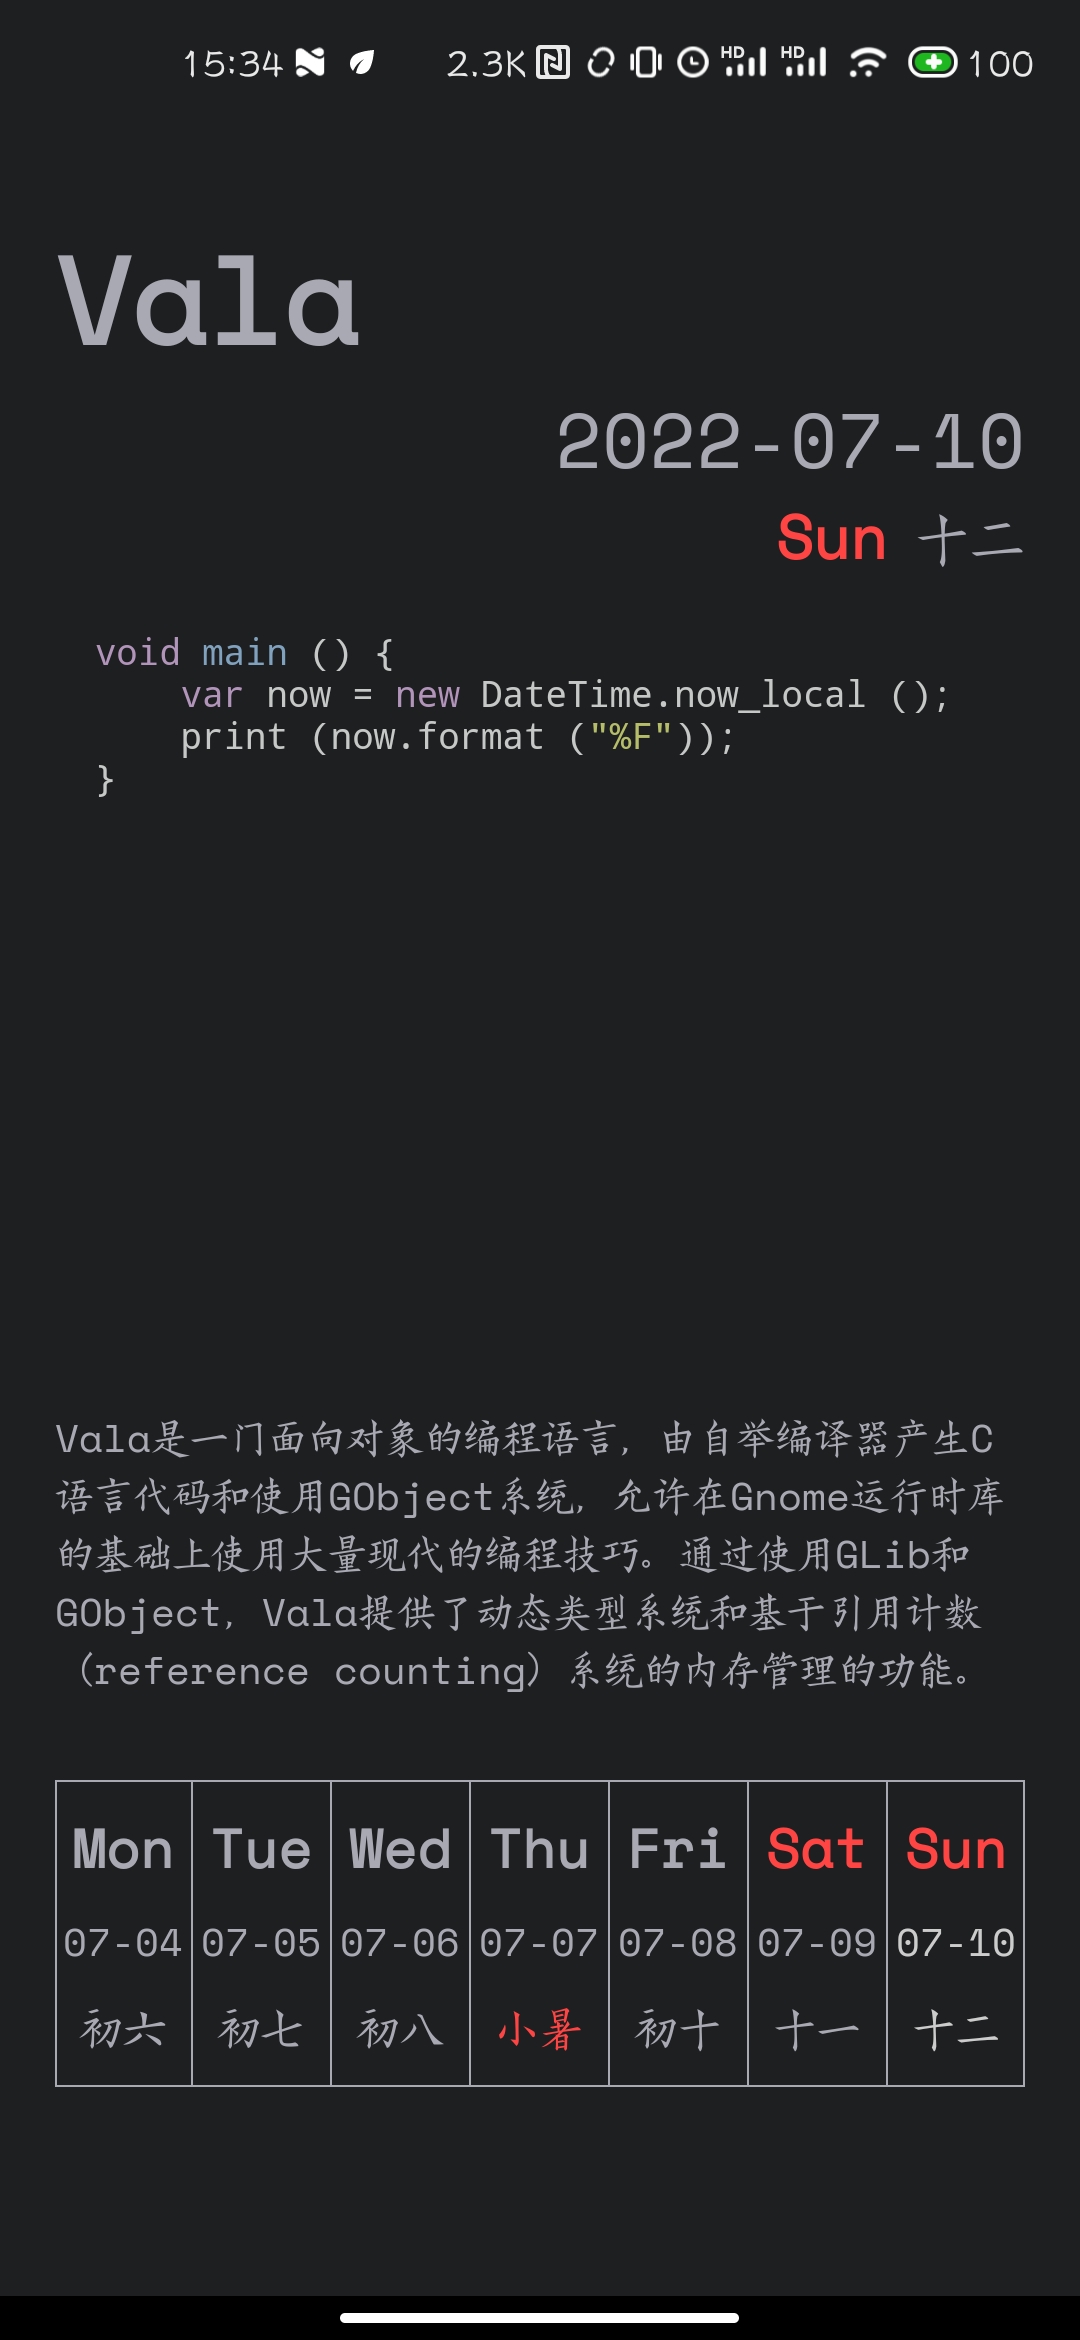 15:34 2.3K HD HD 100
Vala
2022-07-10
Sun 十二
void main () {
    var now = new DateTime.now_local ();
    print (now.format ("%F"));
}
Vala是一门面向对象的编程语言，由自举编译器产生C
语言代码和使用GObject系统，允许在Gnome运行时库
的基础上使用大量现代的编程技巧。通过使用GLib和
GObject，Vala提供了动态类型系统和基于引用计数
（reference counting）系统的内存管理的功能。
Mon Tue Wed Thu Fri Sat Sun
07-04 07-05 07-06 07-07 07-08 07-09 07-10
初六 初七 初八 小暑 初十 十一 十二